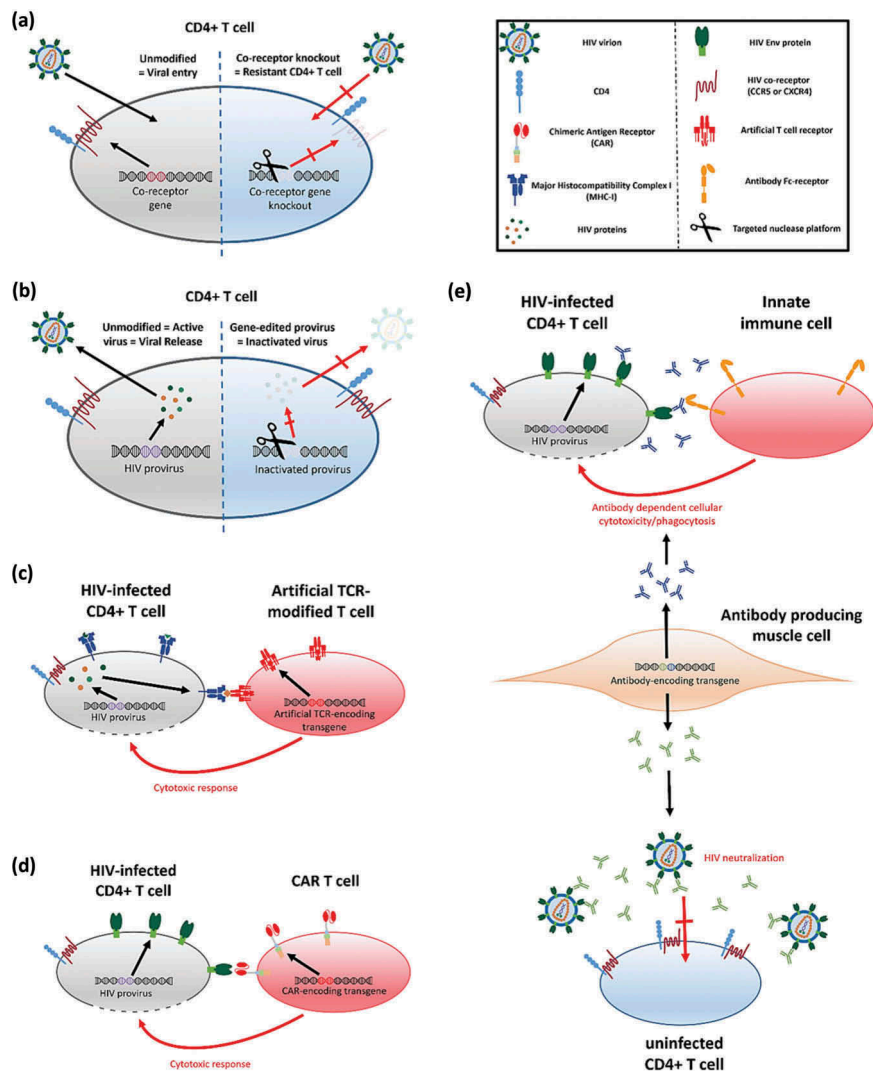 (a)
CD4+ T cell
Unmodified
= Viral entry
Co-receptor knockout
= Resistant CD4+ T cell
Co-receptor
gene
Co-receptor gene
knockout
HIV virion
HIV Env protein
CD4
HIV co-receptor
(CCR5 or CXCR4)
Chimeric Antigen Receptor
(CAR)
Artificial T cell receptor
Major Histocompatibility Complex I
(MHC-I)
Antibody Fc-receptor
HIV proteins
Targeted nuclease platform
(b)
CD4+ T cell
Unmodified = Active
virus = Viral Release
Gene-edited provirus
= Inactivated virus
HIV provirus
Inactivated provirus
(c)
HIV-infected
CD4+ T cell
Artificial TCR-
modified T cell
HIV provirus
Artificial TCR-encoding
transgene
Cytotoxic response
(d)
HIV-infected
CD4+ T cell
CAR T cell
HIV provirus
CAR-encoding transgene
Cytotoxic response
(e)
HIV-infected
CD4+ T cell
Innate
immune cell
HIV provirus
Antibody dependent cellular
cytotoxicity/phagocytosis
Antibody producing
muscle cell
Antibody-encoding transgene
HIV neutralization
uninfected
CD4+ T cell